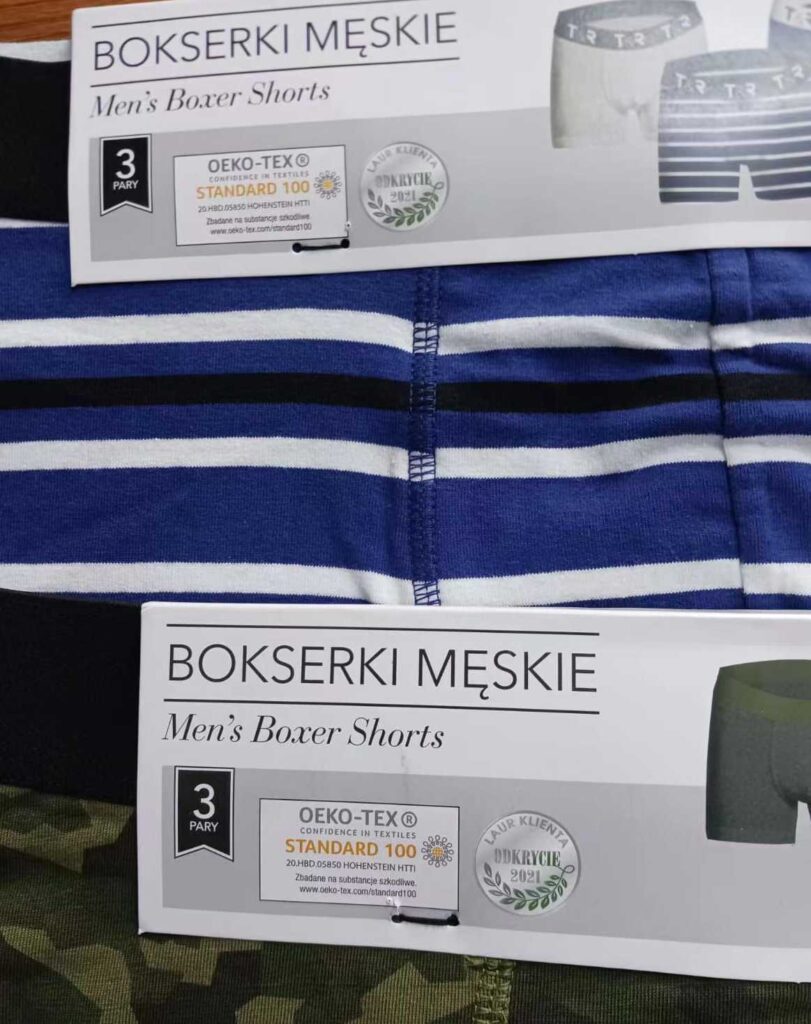 BOKSERKI MĘSKIE
Men's Boxer Shorts
3
PARY
OEKO-TEX®
CONFIDENCE IN TEXTILES
STANDARD 100
20.HBD.05850 HOHENSTEIN HTTI
Zbadane na substancje szkodliwe.
www.oeko-tex.com/standard100
LAUR KLIENTA
ODKRYCIE
2021
BOKSERKI MĘSKIE
Men's Boxer Shorts
3
PARY
OEKO-TEX®
CONFIDENCE IN TEXTILES
STANDARD 100
20.HBD.05850 HOHENSTEIN HTTI
Zbadane na substancje szkodliwe.
www.oeko-tex.com/standard100
LAUR KLIENTA
ODKRYCIE
2021